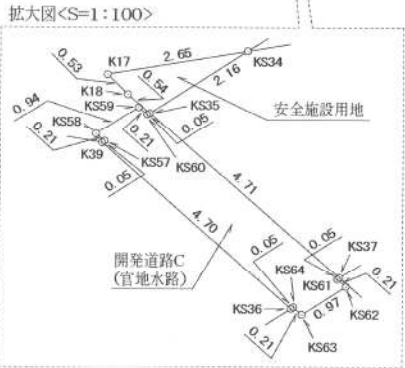 拡大図<S=1:100>
K17
2.65
KS34
0.53
K18
0.54
2.16
KS59
KS35
0.94
安全施設用地
KS58
0.21
0.21
0.05
K39
KS57
KS60
0.05
4.71
4.70
開発道路C
(官地水路)
0.05
0.05
KS37
KS64
KS61
0.21
KS36
0.97
KS62
0.21
KS63